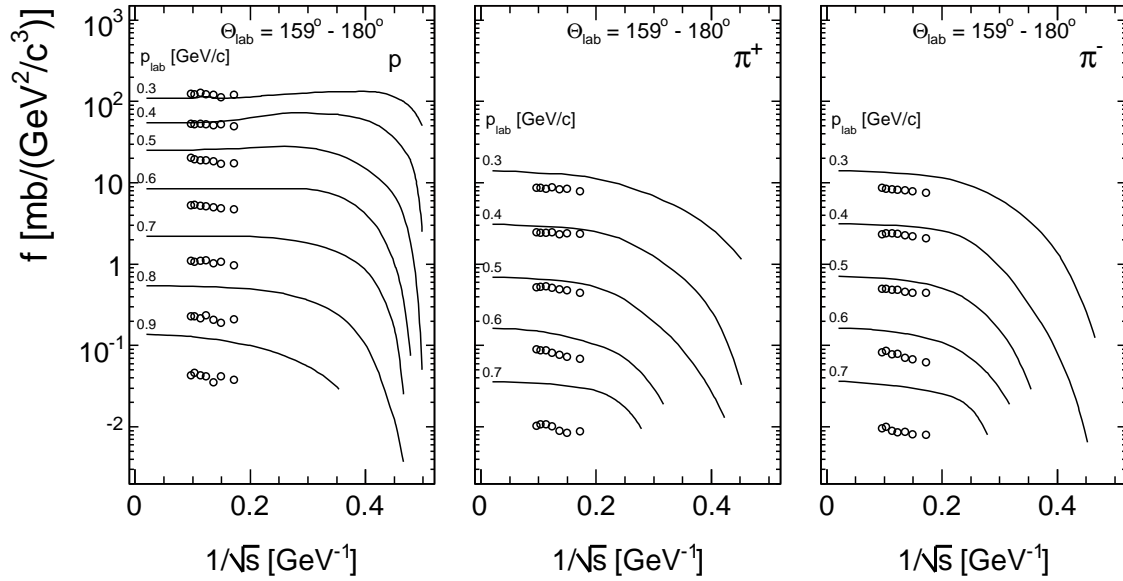 f [mb/(GeV²/c³)]
10³
10²
10
1
10⁻¹
-2
Θlab = 159° - 180°
plab [GeV/c]
p
0.3
0.4
0.5
0.6
0.7
0.8
0.9
0
0.2
0.4
1/√s [GeV⁻¹]
Θlab = 159° - 180°
π⁺
plab [GeV/c]
0.3
0.4
0.5
0.6
0.7
0
0.2
0.4
1/√s [GeV⁻¹]
Θlab = 159° - 180°
π⁻
plab [GeV/c]
0.3
0.4
0.5
0.6
0.7
0
0.2
0.4
1/√s [GeV⁻¹]